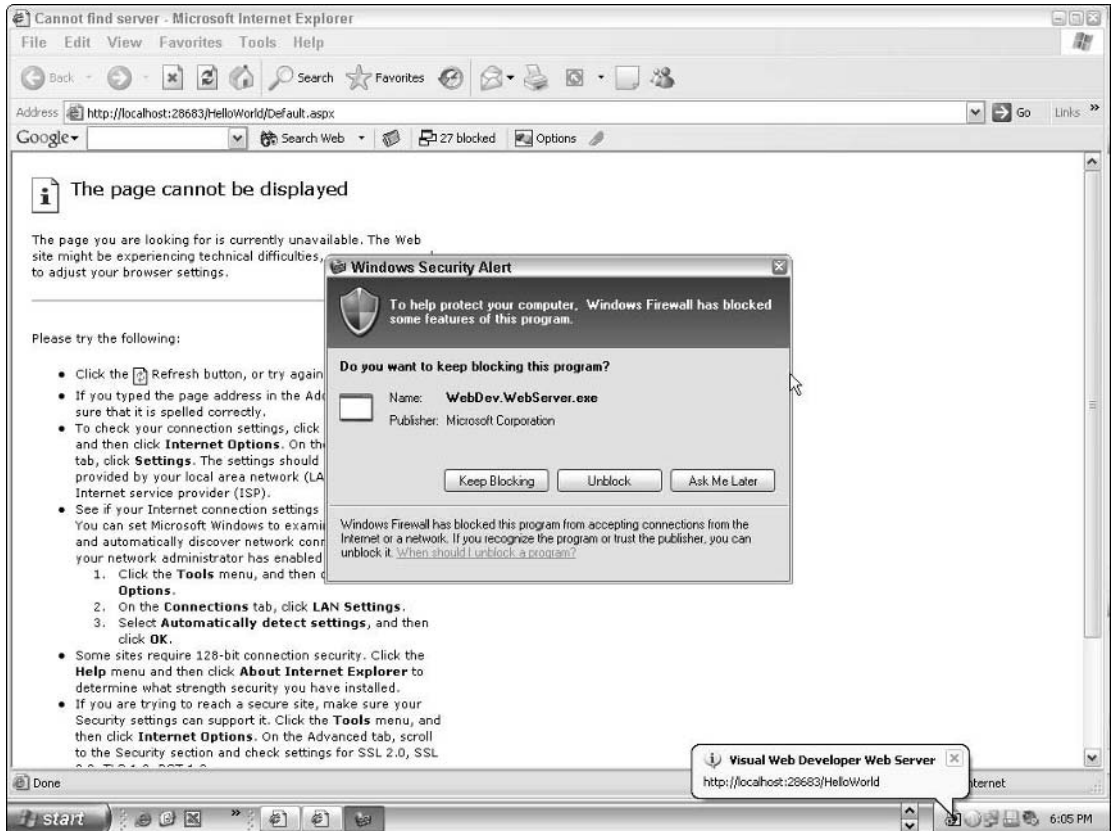 Cannot find server - Microsoft Internet Explorer
File Edit View Favorites Tools Help
Back Search Favorites
Address http://localhost:28683/HelloWorld/Default.aspx Go Links »
Google Search Web 27 blocked Options
The page cannot be displayed
The page you are looking for is currently unavailable. The Web
site might be experiencing technical difficulties,
to adjust your browser settings.
Please try the following:
• Click the Refresh button, or try again
• If you typed the page address in the Ad
sure that it is spelled correctly.
• To check your connection settings, click
and then click Internet Options. On th
tab, click Settings. The settings should
provided by your local area network (LA
Internet service provider (ISP).
• See if your Internet connection settings
You can set Microsoft Windows to exami
and automatically discover network conn
your network administrator has enabled
1. Click the Tools menu, and then
Options.
2. On the Connections tab, click LAN Settings.
3. Select Automatically detect settings, and then
click OK.
• Some sites require 128-bit connection security. Click the
Help menu and then click About Internet Explorer to
determine what strength security you have installed.
• If you are trying to reach a secure site, make sure your
Security settings can support it. Click the Tools menu, and
then click Internet Options. On the Advanced tab, scroll
to the Security section and check settings for SSL 2.0, SSL
Windows Security Alert
To help protect your computer, Windows Firewall has blocked
some features of this program.
Do you want to keep blocking this program?
Name: WebDev.WebServer.exe
Publisher: Microsoft Corporation
Keep Blocking Unblock Ask Me Later
Windows Firewall has blocked this program from accepting connections from the
Internet or a network. If you recognize the program or trust the publisher, you can
unblock it. When should I unblock a program?
Visual Web Developer Web Server
http://localhost:28683/HelloWorld
Done ternet
start » 6:05 PM